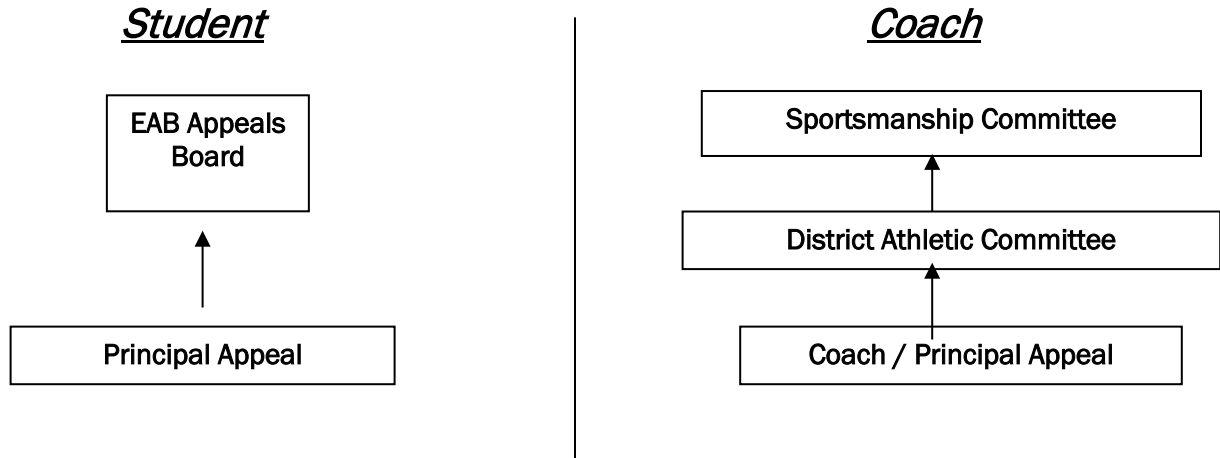 Student
EAB Appeals
Board
Principal Appeal
Coach
Sportsmanship Committee
District Athletic Committee
Coach / Principal Appeal